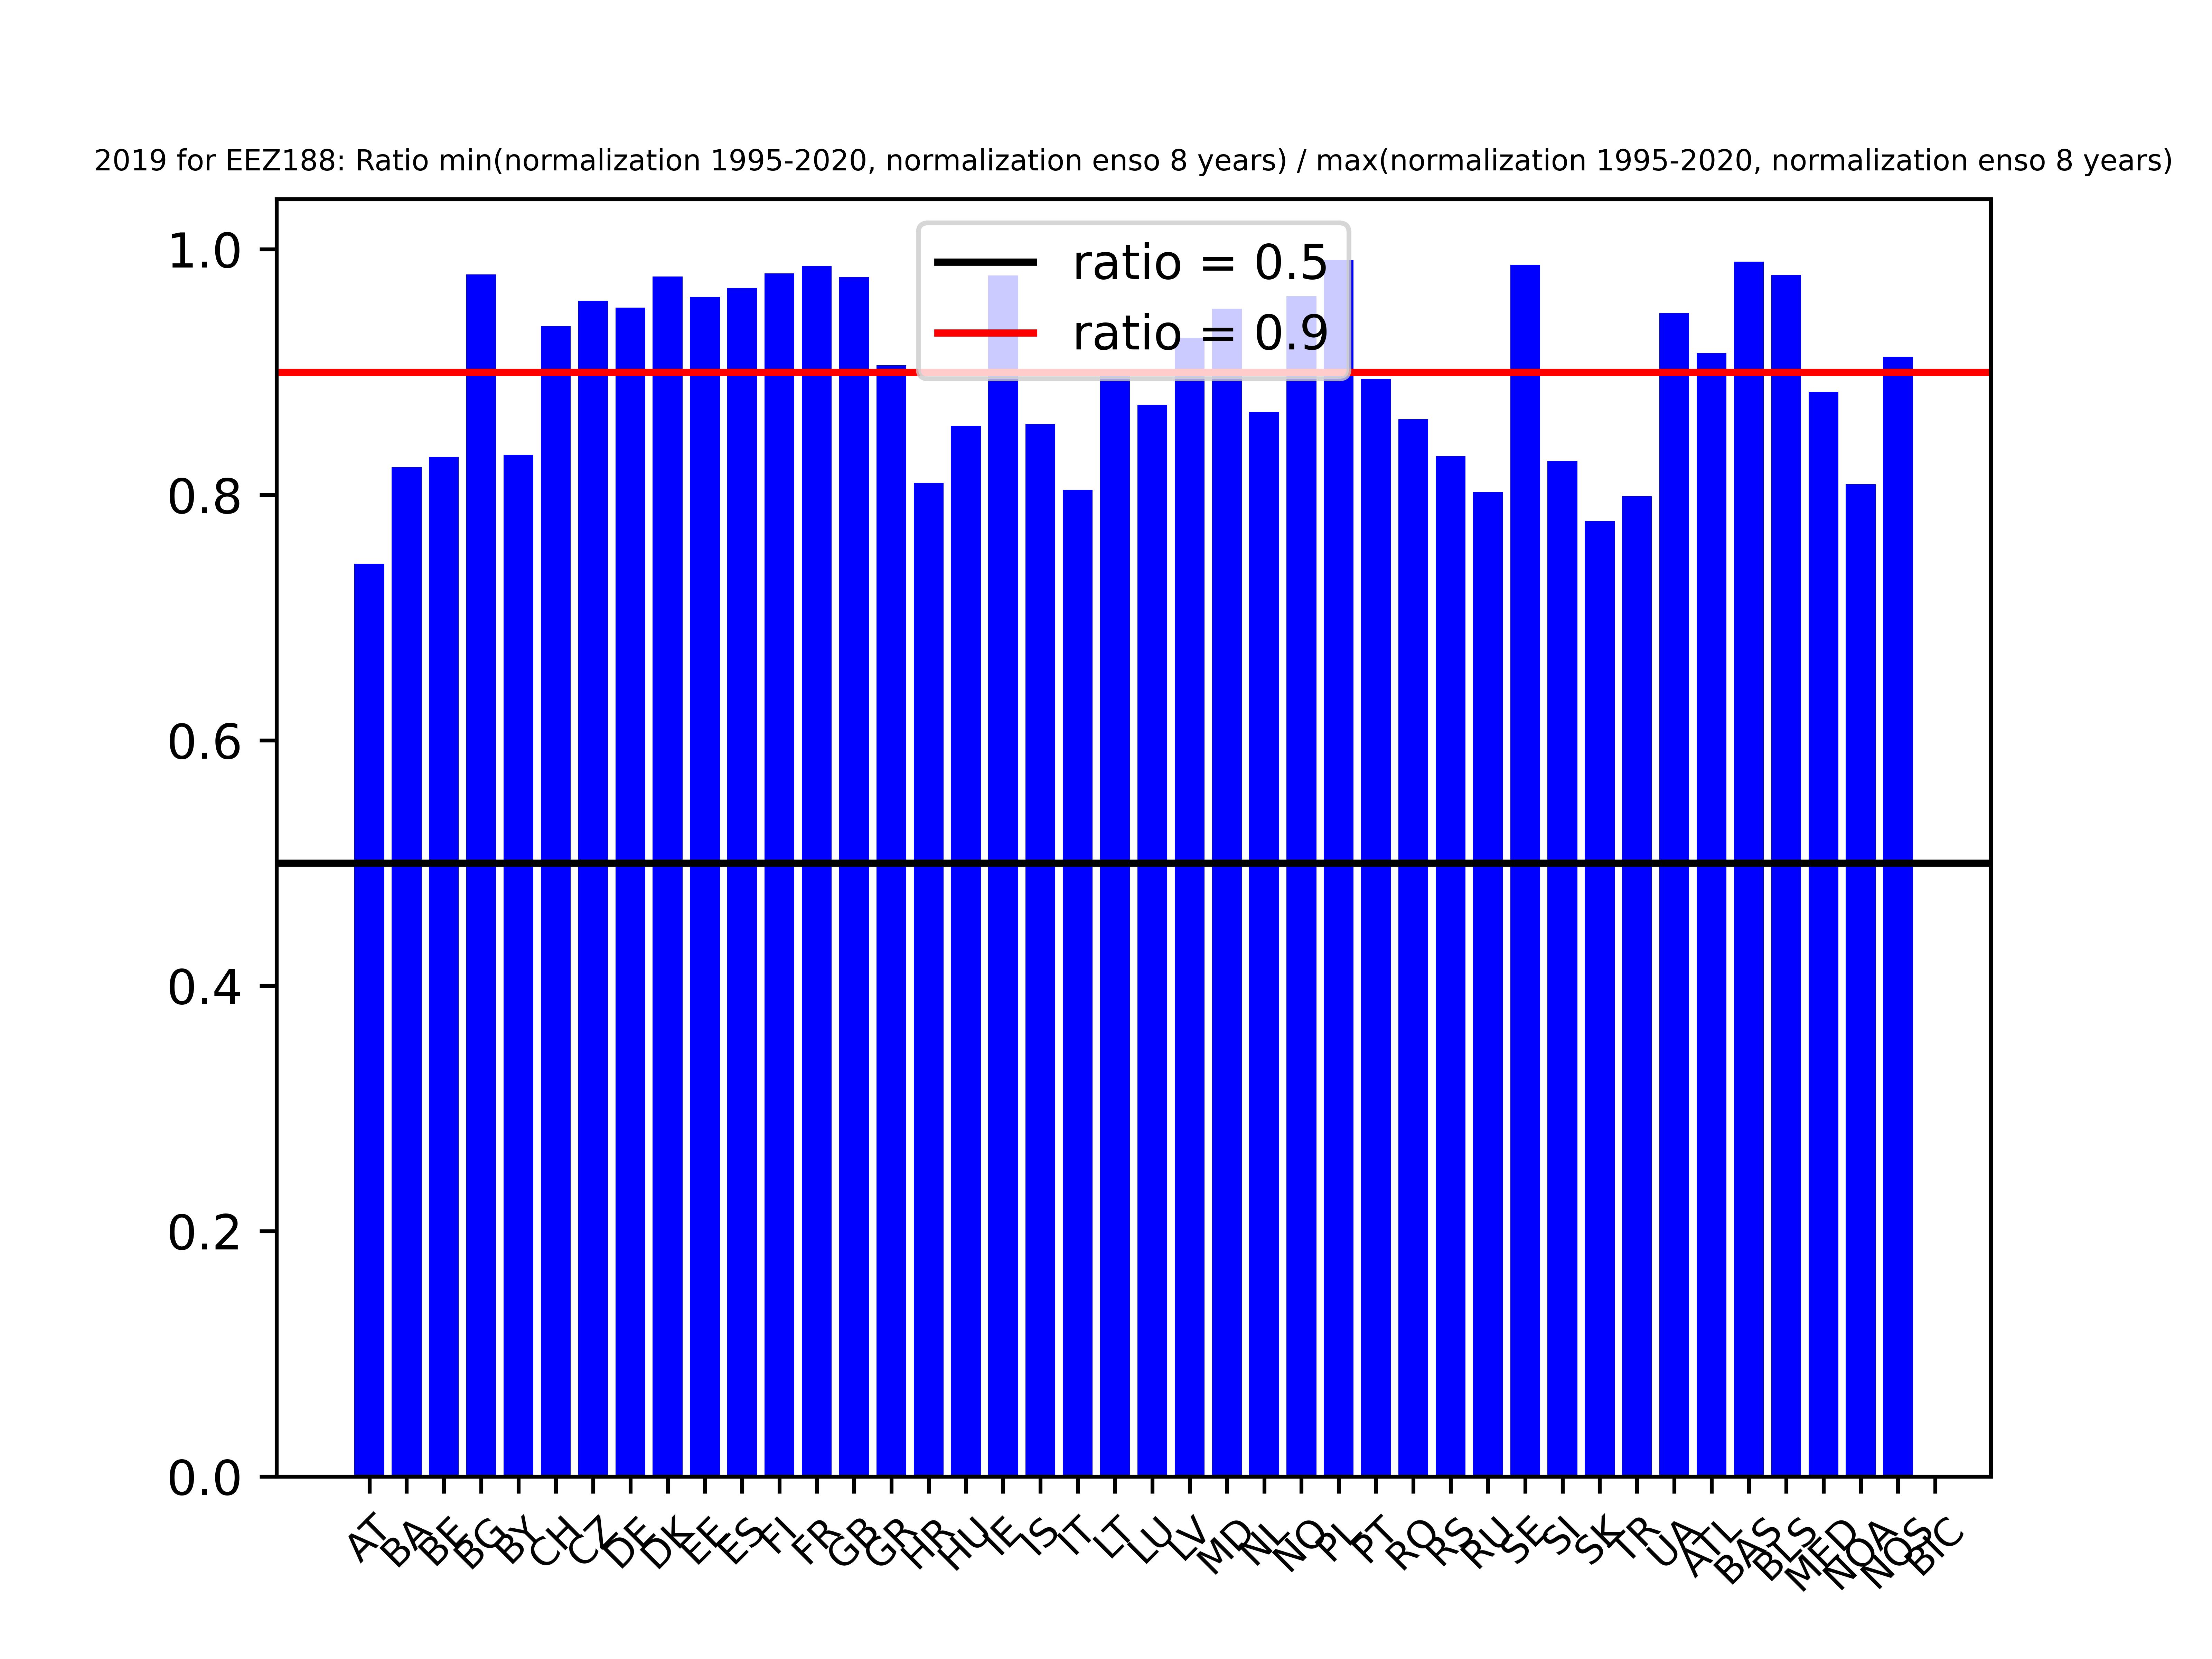 2019 for EEZ188: Ratio min(normalization 1995-2020, normalization enso 8 years) / max(normalization 1995-2020, normalization enso 8 years)
ratio = 0.5
ratio = 0.9
1.0
0.8
0.6
0.4
0.2
0.0
AT BA BE BG BY CH CZ DE DK EE ES FI FR GB GR HR HU IE IS IT LT LU LV MD NL NO PL PT RO RS RU SE SI SK TR UA ATL BAS BLS MED NOA NOS BIC